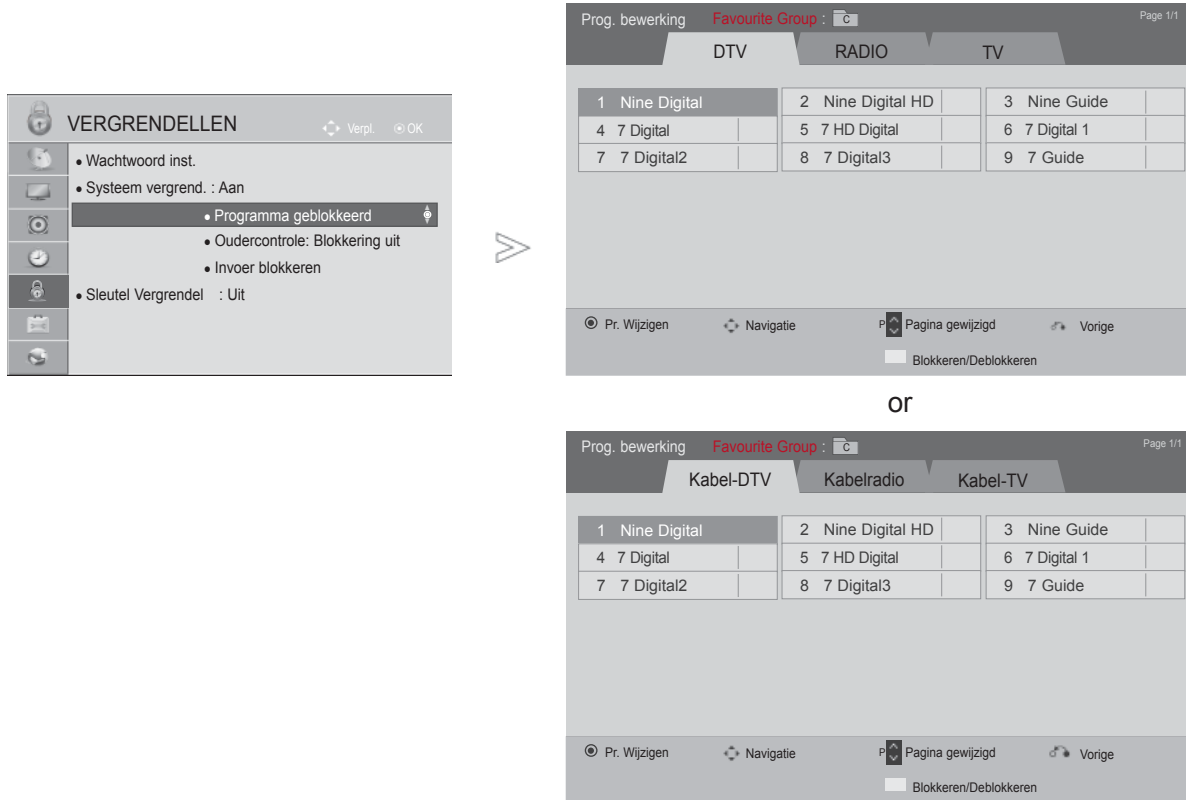 VERGRENDELLEN Verpl. OK
• Wachtwoord inst.
• Systeem vergrend. : Aan
• Programma geblokkeerd
• Oudercontrole: Blokkering uit
• Invoer blokkeren
• Sleutel Vergrendel : Uit
Prog. bewerking Favourite Group : C Page 1/1
DTV RADIO TV
1 Nine Digital 2 Nine Digital HD 3 Nine Guide
4 7 Digital 5 7 HD Digital 6 7 Digital 1
7 7 Digital2 8 7 Digital3 9 7 Guide
Pr. Wijzigen Navigatie P Pagina gewijzigd Vorige
Blokkeren/Deblokkeren
or
Prog. bewerking Favourite Group : C Page 1/1
Kabel-DTV Kabelradio Kabel-TV
1 Nine Digital 2 Nine Digital HD 3 Nine Guide
4 7 Digital 5 7 HD Digital 6 7 Digital 1
7 7 Digital2 8 7 Digital3 9 7 Guide
Pr. Wijzigen Navigatie P Pagina gewijzigd Vorige
Blokkeren/Deblokkeren